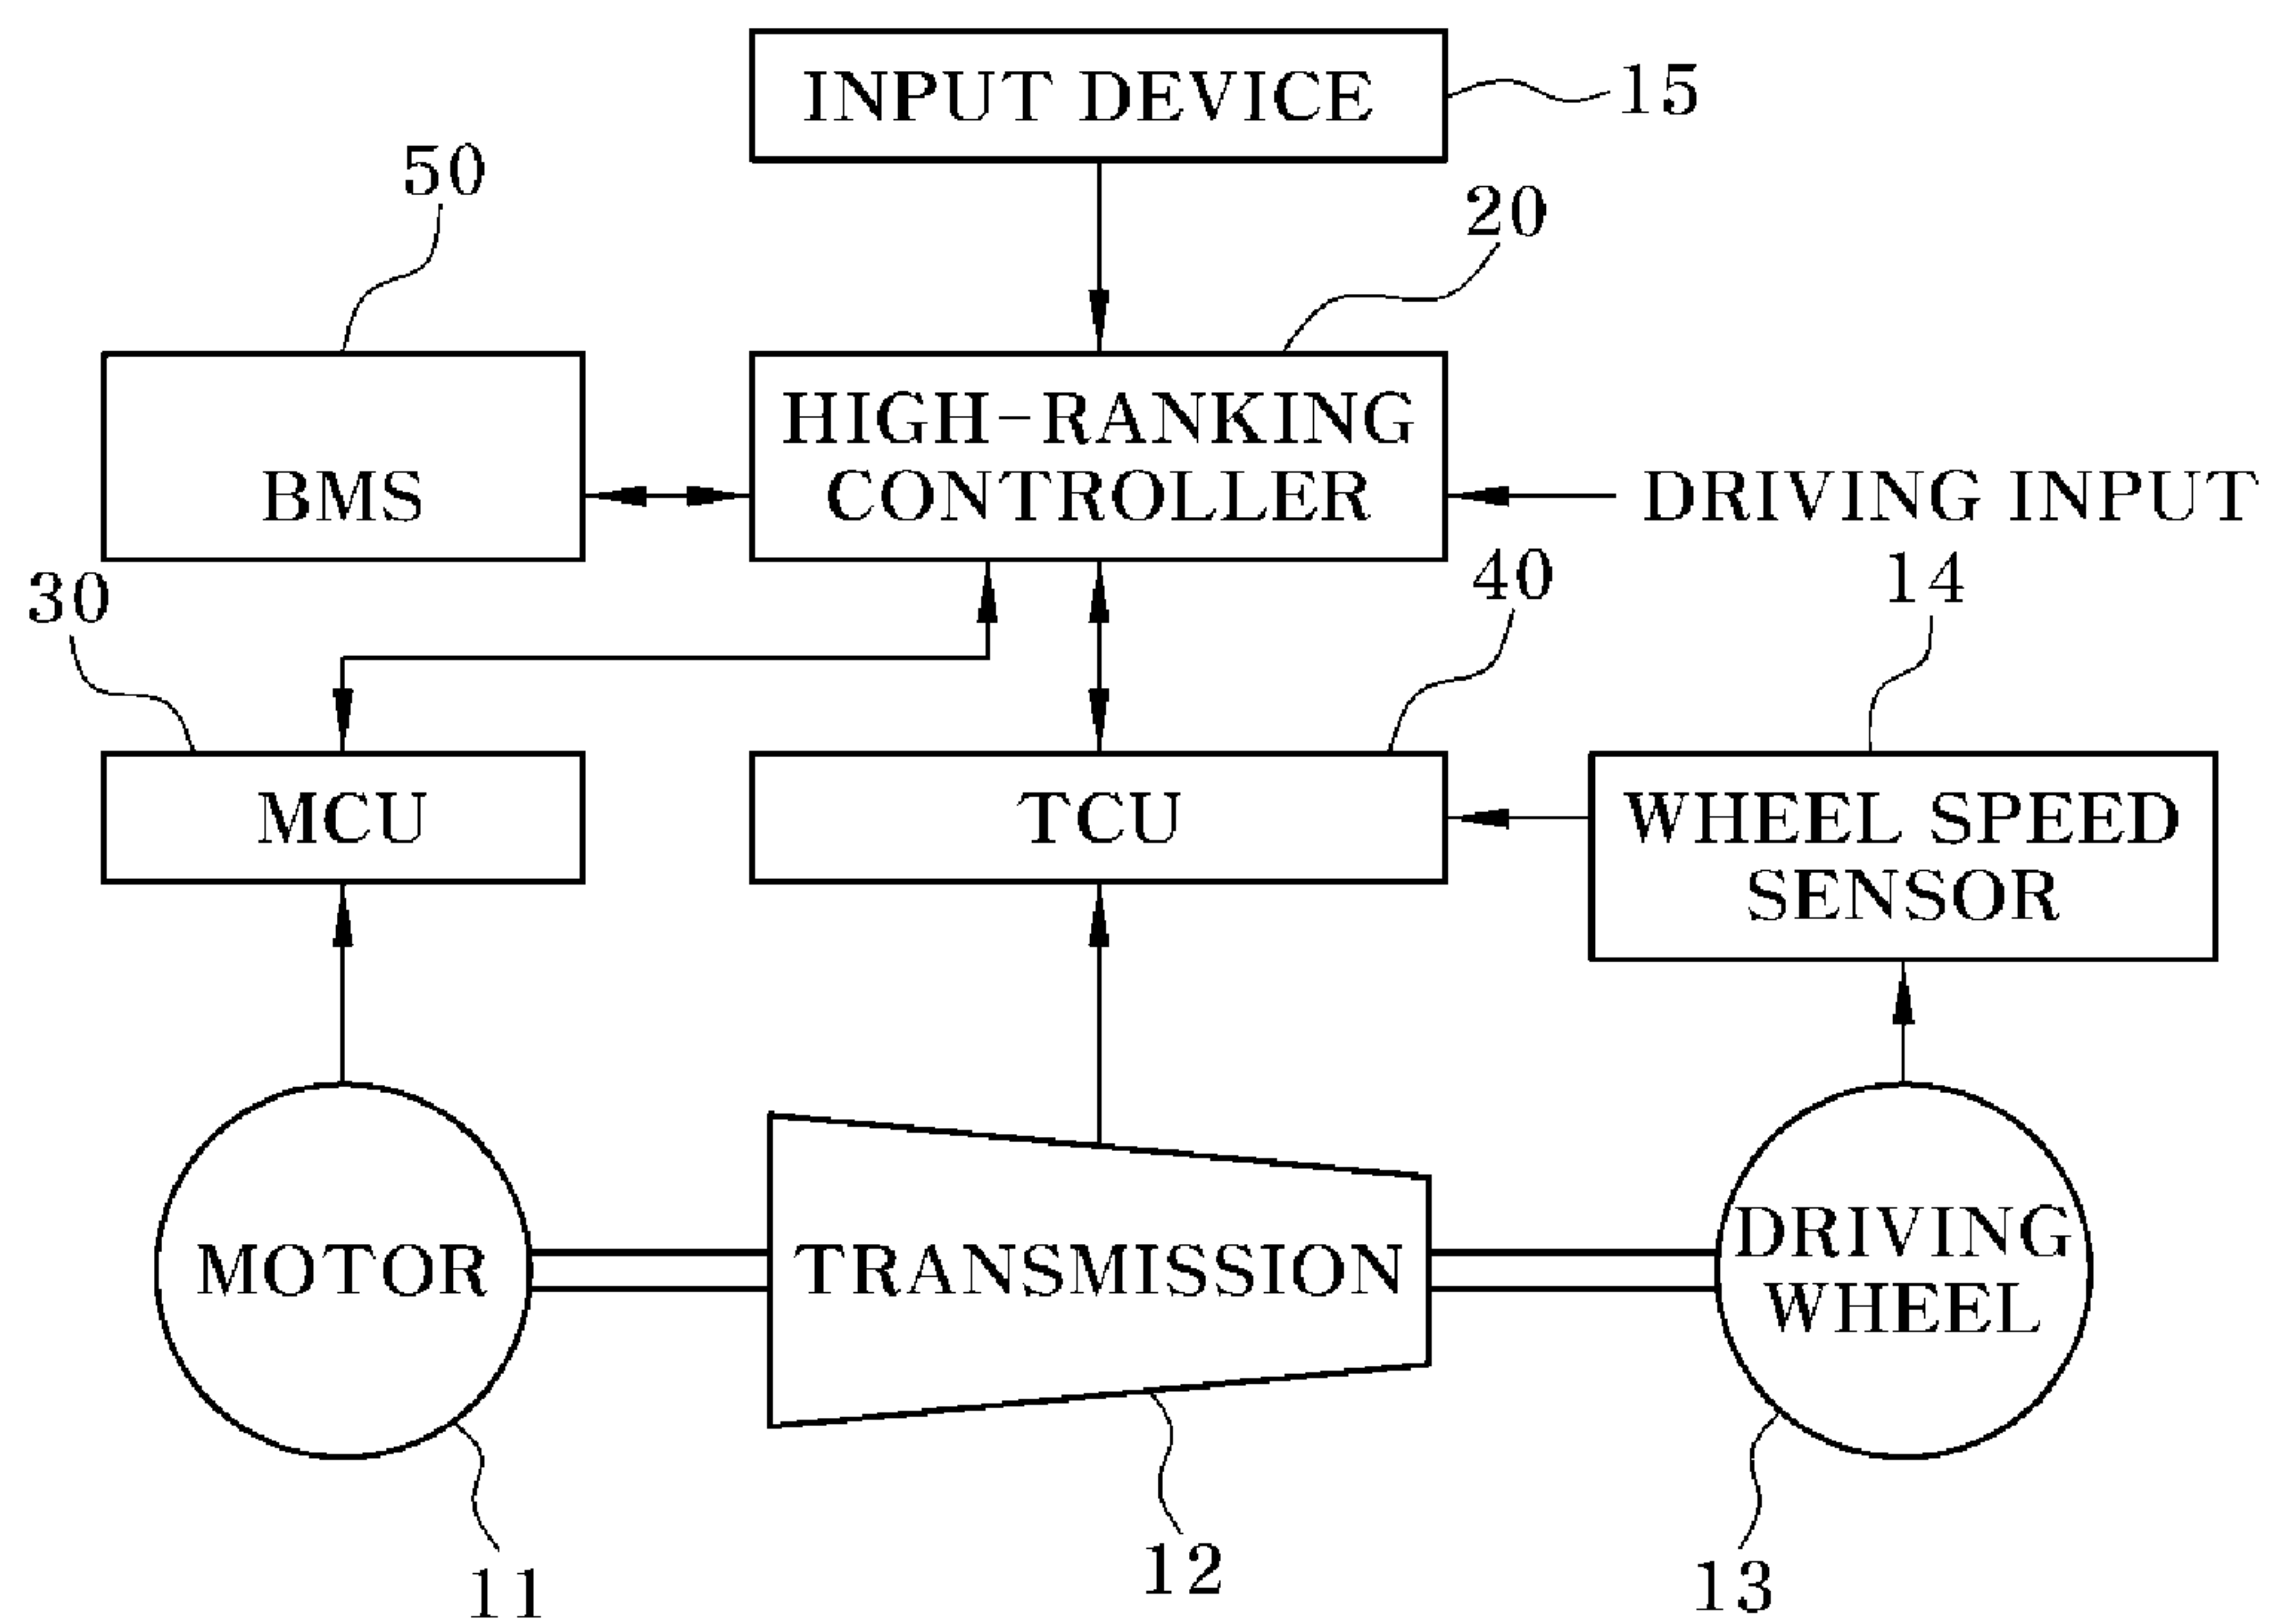 INPUT DEVICE
15
50
20
HIGH-RANKING
CONTROLLER
BMS
DRIVING INPUT
30
40
14
MCU
TCU
WHEEL SPEED
SENSOR
MOTOR
TRANSMISSION
DRIVING
WHEEL
11
12
13